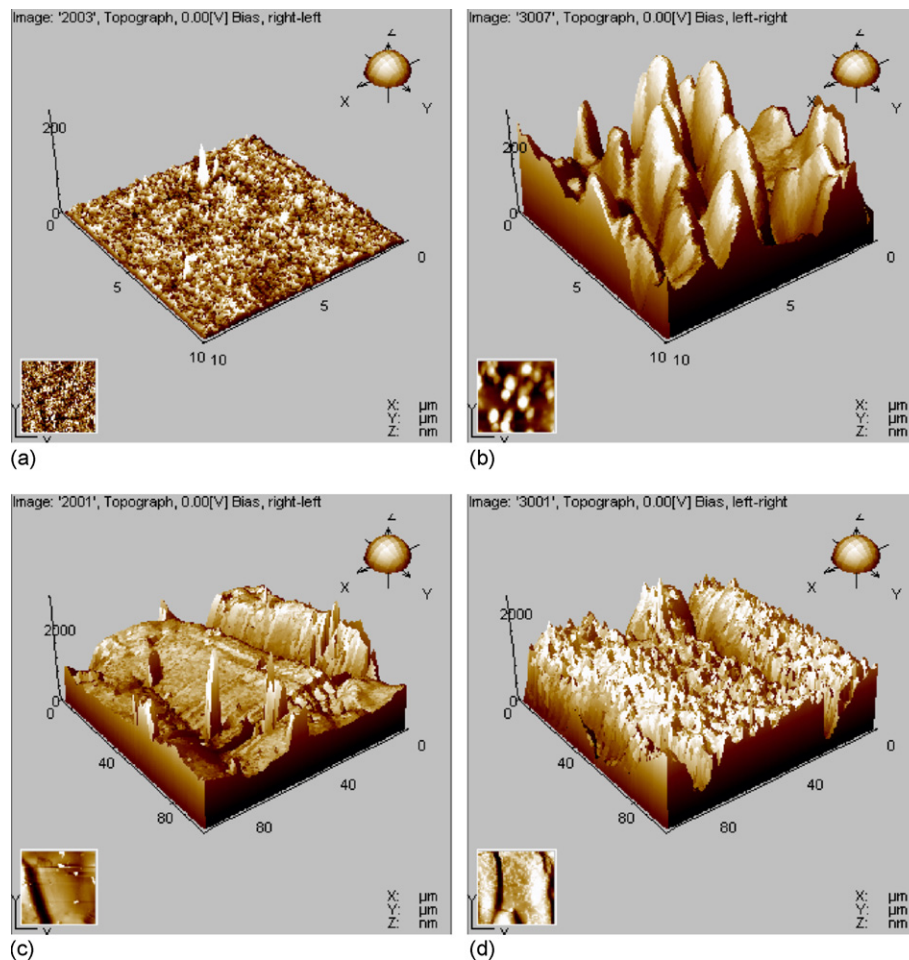 Image: '2003', Topograph, 0.00[V] Bias, right-left
Z
X
Y
200
0
0
0
5
5
10 10
X: µm
Y: µm
Z: nm
Y
X
(a)
Image: '3007', Topograph, 0.00[V] Bias, left-right
Z
X
Y
200
0
0
0
5
5
10 10
X: µm
Y: µm
Z: nm
Y
X
(b)
Image: '2001', Topograph, 0.00[V] Bias, right-left
Z
X
Y
2000
0
0
0
40
40
80
80
X: µm
Y: µm
Z: nm
Y
X
(c)
Image: '3001', Topograph, 0.00[V] Bias, left-right
Z
X
Y
2000
0
0
0
40
40
80
80
X: µm
Y: µm
Z: nm
Y
X
(d)